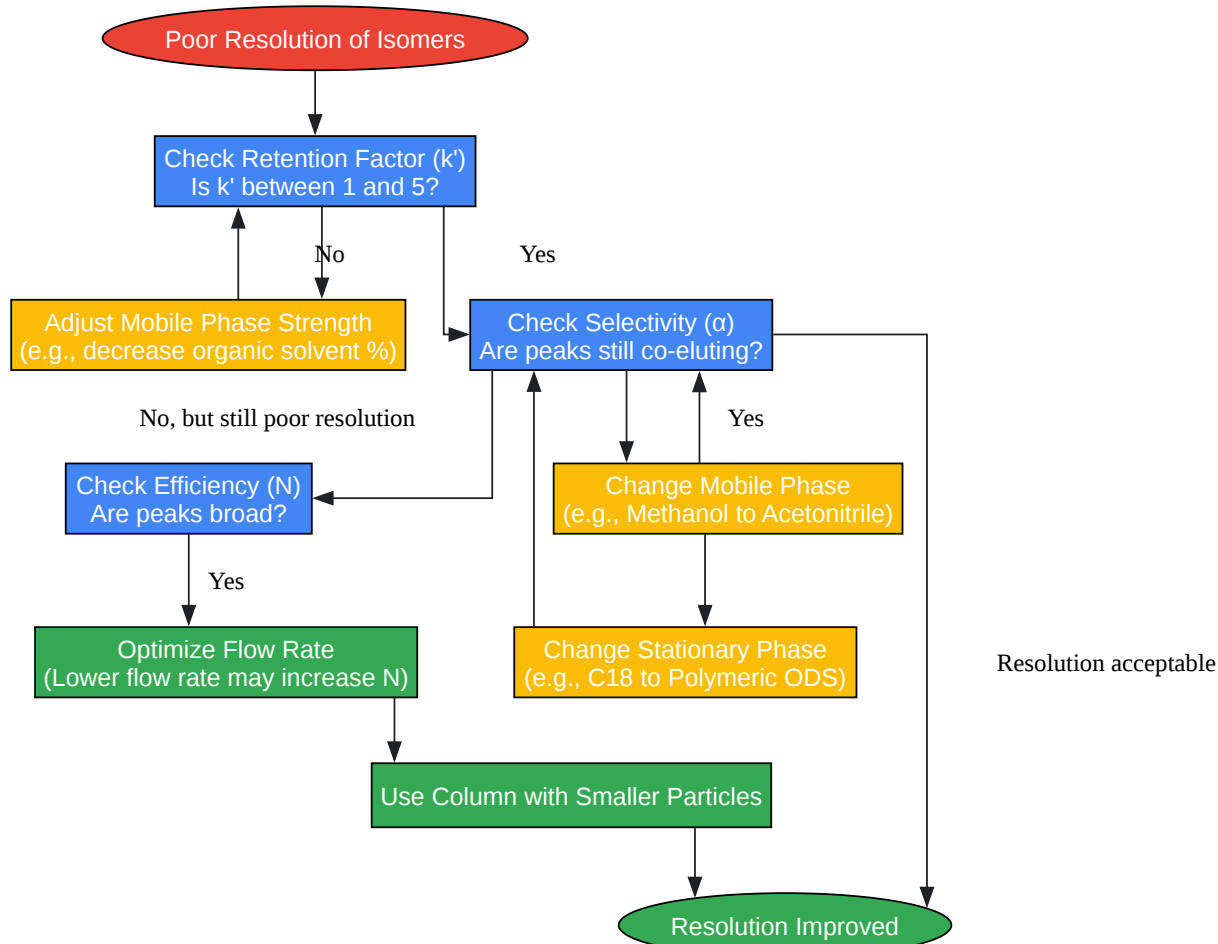 Poor Resolution of Isomers
Check Retention Factor (k')
Is k' between 1 and 5?
No
Yes
Adjust Mobile Phase Strength
(e.g., decrease organic solvent %)
Check Selectivity (α)
Are peaks still co-eluting?
No, but still poor resolution
Yes
Check Efficiency (N)
Are peaks broad?
Change Mobile Phase
(e.g., Methanol to Acetonitrile)
Yes
Optimize Flow Rate
(Lower flow rate may increase N)
Change Stationary Phase
(e.g., C18 to Polymeric ODS)
Resolution acceptable
Use Column with Smaller Particles
Resolution Improved